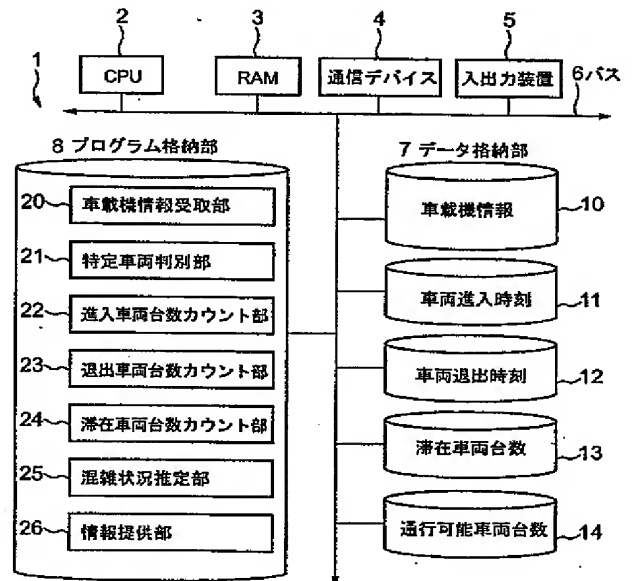 2
3
4
5
1
CPU
RAM
通信デバイス
入出力装置
6バス
8 プログラム格納部
7 データ格納部
20
車載機情報受取部
21
特定車両判別部
22
進入車両台数カウント部
23
退出車両台数カウント部
24
滞在車両台数カウント部
25
混雑状況推定部
26
情報提供部
車載機情報
10
車両進入時刻
11
車両退出時刻
12
滞在車両台数
13
通行可能車両台数
14